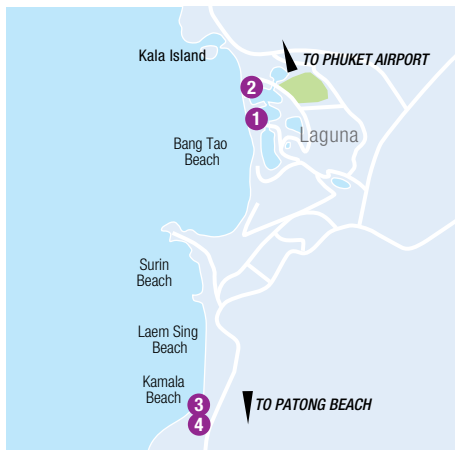 Kala Island
TO PHUKET AIRPORT
2
1
Laguna
Bang Tao
Beach
Surin
Beach
Laem Sing
Beach
Kamala
Beach
3
TO PATONG BEACH
4